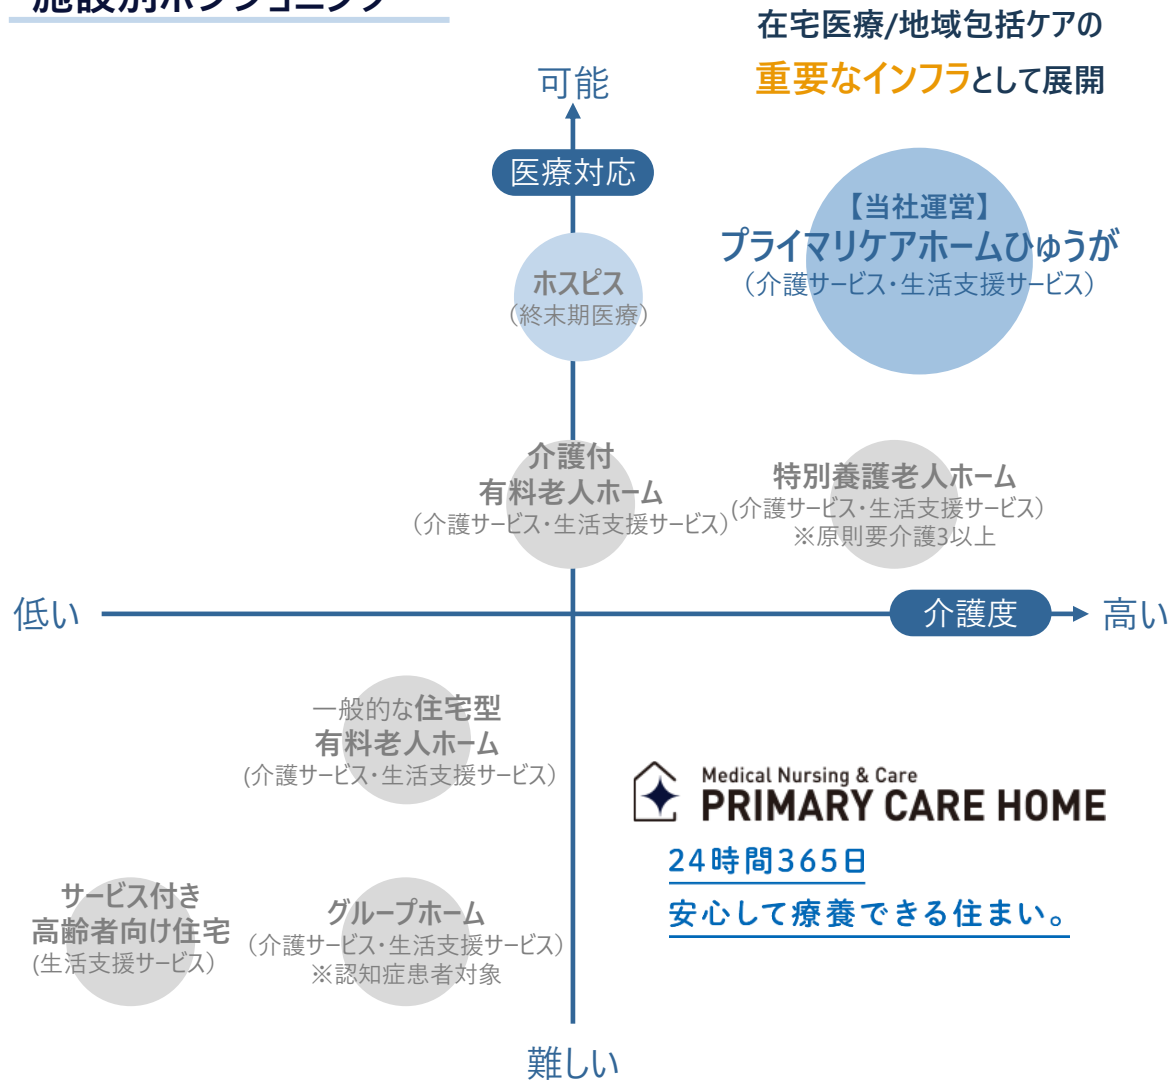 施設別ポジショニング
在宅医療/地域包括ケアの
重要なインフラとして展開
可能
医療対応
【当社運営】
プライマリケアホームひゅうが
（介護サービス・生活支援サービス）
ホスピス
（終末期医療）
介護付
有料老人ホーム
（介護サービス・生活支援サービス）
特別養護老人ホーム
(介護サービス・生活支援サービス）
※原則要介護3以上
低い
介護度
高い
一般的な住宅型
有料老人ホーム
(介護サービス・生活支援サービス）
Medical Nursing & Care
PRIMARY CARE HOME
24時間365日
安心して療養できる住まい。
サービス付き
高齢者向け住宅
(生活支援サービス）
グループホーム
（介護サービス・生活支援サービス）
※認知症患者対象
難しい